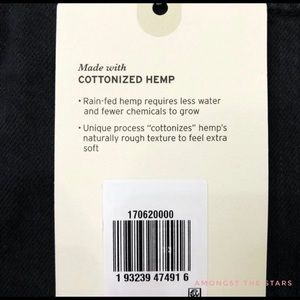 Made with
COTTONIZED HEMP
• Rain-fed hemp requires less water
and fewer chemicals to grow
• Unique process “cottonizes” hemp's
naturally rough texture to feel extra
soft
170620000
1 93239 47491 6
AMONGST THE STARS